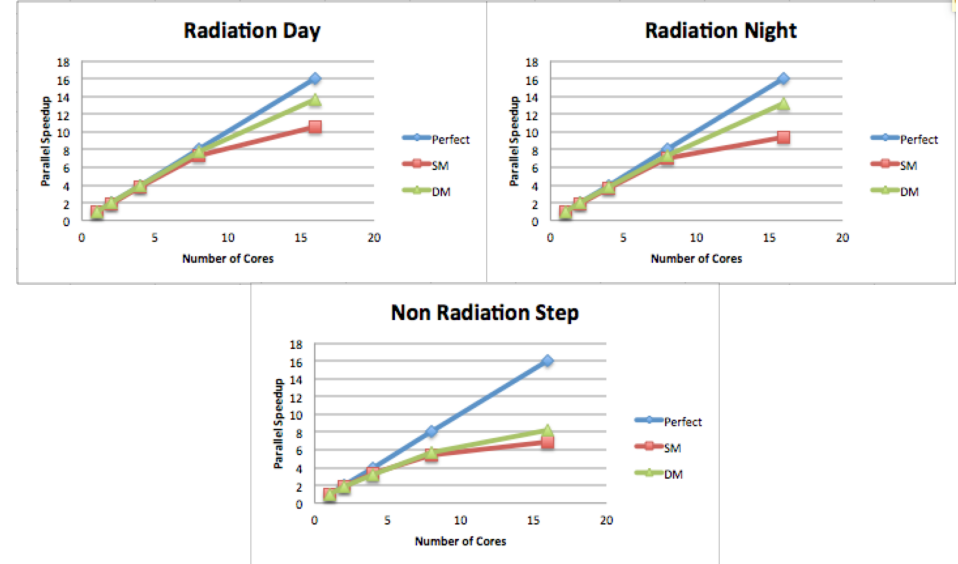 Radiation Day
18
16
14
12
10
8
6
4
2
0
Parallel Speedup
0 5 10 15 20
Number of Cores
Perfect
SM
DM
Radiation Night
18
16
14
12
10
8
6
4
2
0
Parallel Speedup
0 5 10 15 20
Number of Cores
Perfect
SM
DM
Non Radiation Step
18
16
14
12
10
8
6
4
2
0
Parallel Speedup
0 5 10 15 20
Number of Cores
Perfect
SM
DM